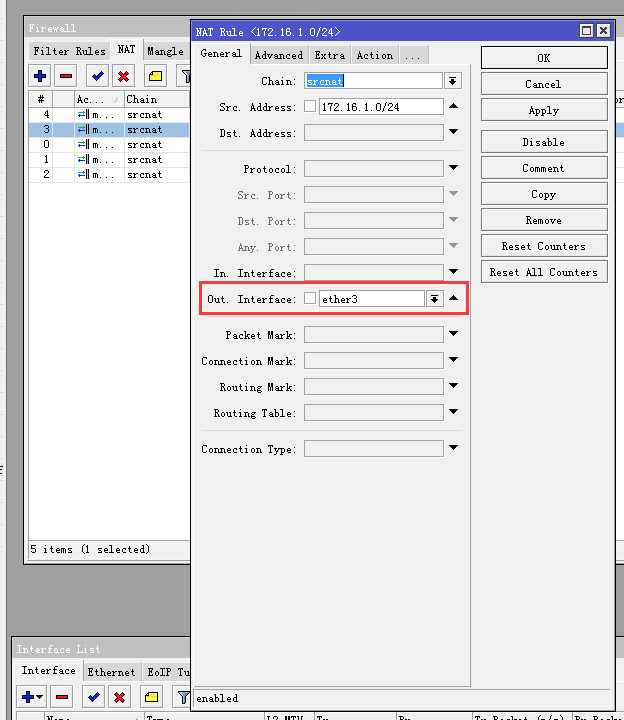 Firewall
Filter Rules NAT Mangle
# Ac... Chain
4 m... srcnat
3 m... srcnat
0 m... srcnat
1 m... srcnat
2 m... srcnat
5 items (1 selected)
NAT Rule <172.16.1.0/24>
General Advanced Extra Action ...
Chain: srcnat
Src. Address: 172.16.1.0/24
Dst. Address:
Protocol:
Src. Port:
Dst. Port:
Any. Port:
In. Interface:
Out. Interface: ether3
Packet Mark:
Connection Mark:
Routing Mark:
Routing Table:
Connection Type:
OK
Cancel
Apply
Disable
Comment
Copy
Remove
Reset Counters
Reset All Counters
enabled
Interface List
Interface Ethernet EoIP Tu